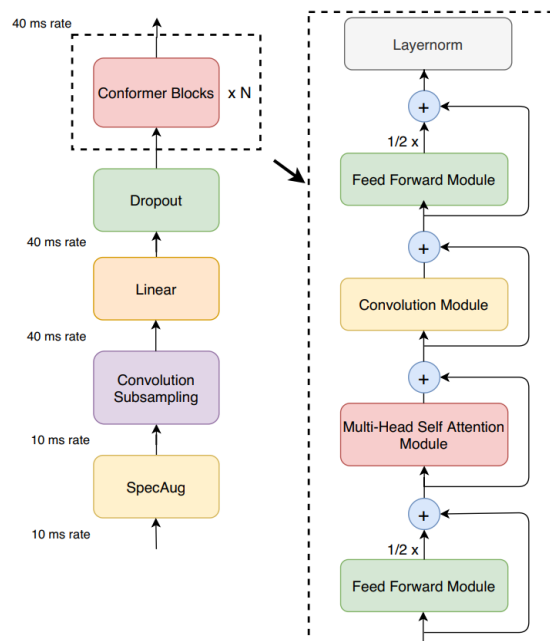 40 ms rate
Conformer Blocks
x N
Dropout
40 ms rate
Linear
40 ms rate
Convolution
Subsampling
10 ms rate
SpecAug
10 ms rate
Layernorm
+
1/2 x
Feed Forward Module
+
Convolution Module
+
Multi-Head Self Attention
Module
+
1/2 x
Feed Forward Module